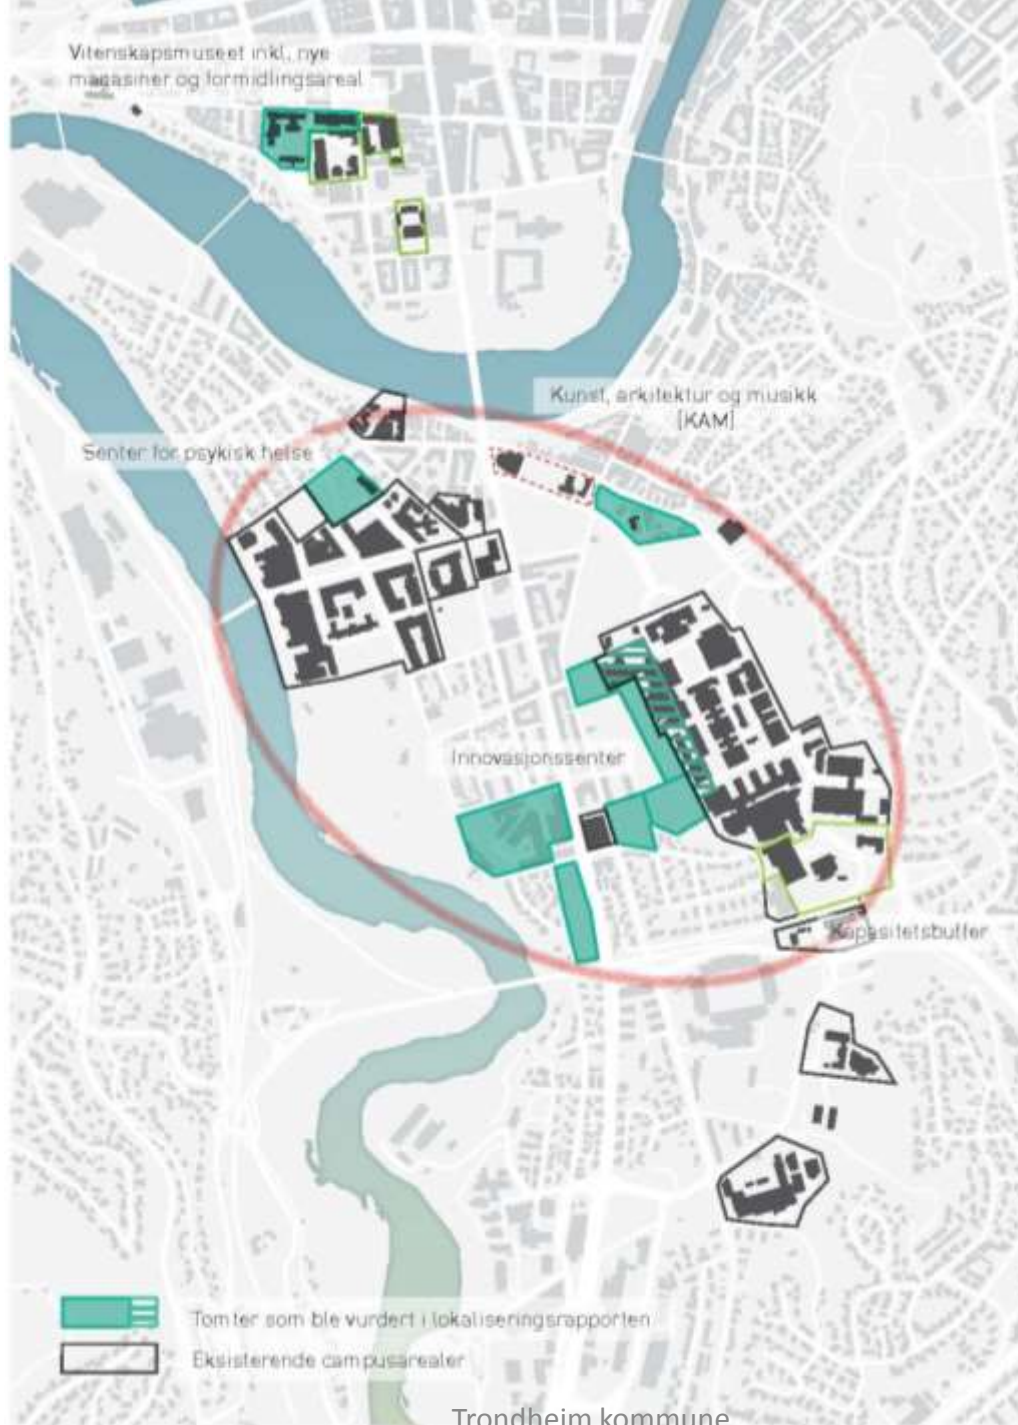 Vitenskapsmuseet inkl. nye
magasiner og formidlingsareal
Kunst, arkitektur og musikk
[KAM]
Senter for psykisk helse
Innovasjonssenter
Kapasitetsbuffer
Tomter som ble vurdert i lokaliseringsrapporten
Eksisterende campusarealer
Trondheim kommune